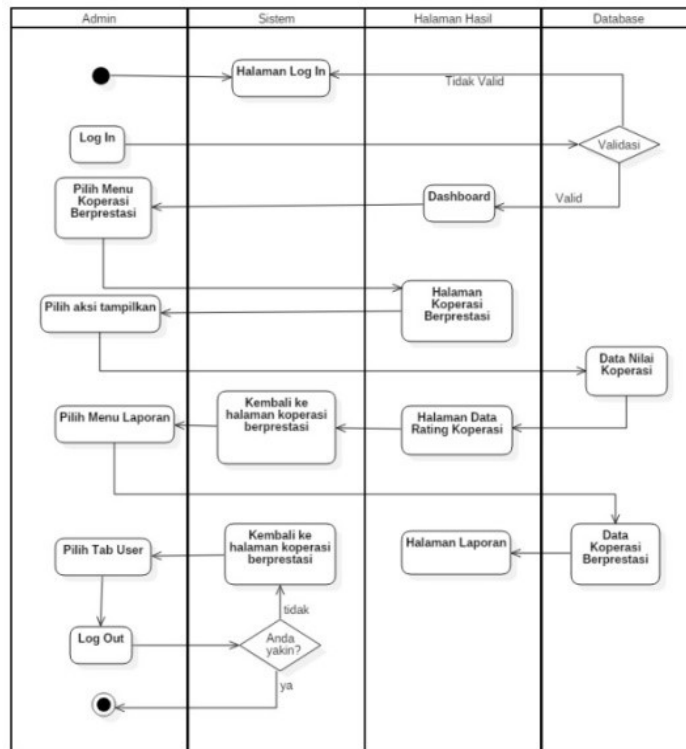 Admin
Sistem
Halaman Hasil
Database
Halaman Log In
Tidak Valid
Log In
Validasi
Pilih Menu
Koperasi
Berprestasi
Dashboard
Valid
Halaman
Koperasi
Berprestasi
Pilih aksi tampilkan
Data Nilai
Koperasi
Pilih Menu Laporan
Kembali ke
halaman koperasi
berprestasi
Halaman Data
Rating Koperasi
Pilih Tab User
Kembali ke
halaman koperasi
berprestasi
Halaman Laporan
Data
Koperasi
Berprestasi
tidak
Log Out
Anda
yakin?
ya